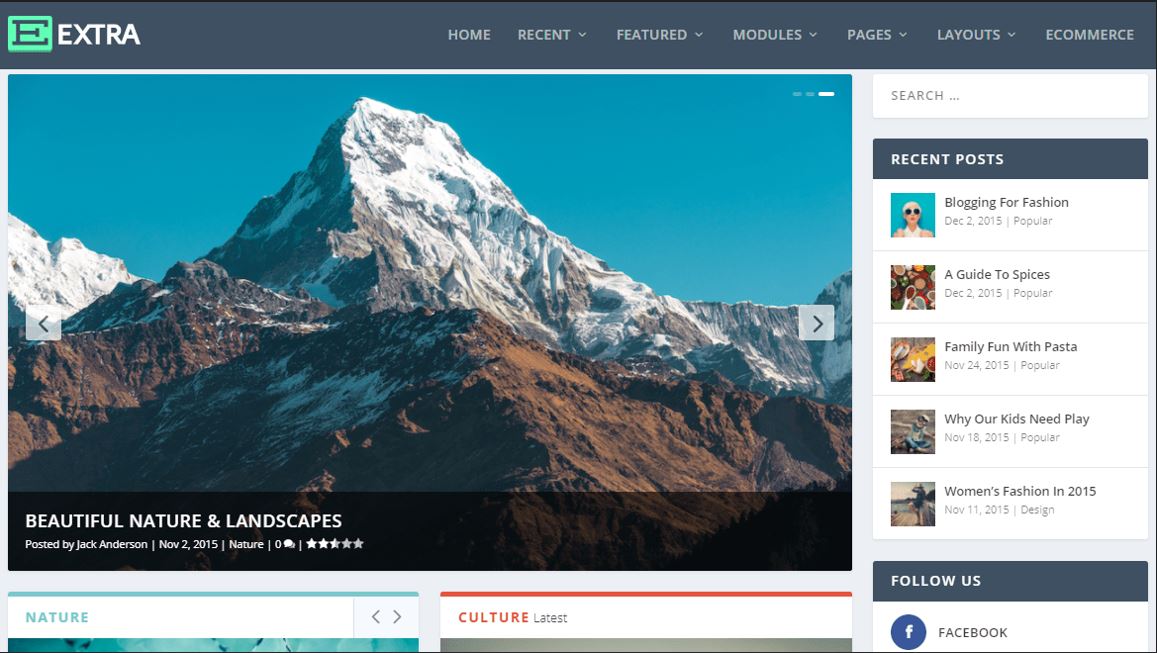 E EXTRA
HOME RECENT FEATURED MODULES PAGES LAYOUTS ECOMMERCE
BEAUTIFUL NATURE & LANDSCAPES
Posted by Jack Anderson | Nov 2, 2015 | Nature | 0 |
NATURE
CULTURE Latest
SEARCH ...
RECENT POSTS
Blogging For Fashion
Dec 2, 2015 | Popular
A Guide To Spices
Dec 2, 2015 | Popular
Family Fun With Pasta
Nov 24, 2015 | Popular
Why Our Kids Need Play
Nov 18, 2015 | Popular
Women’s Fashion In 2015
Nov 11, 2015 | Design
FOLLOW US
f FACEBOOK